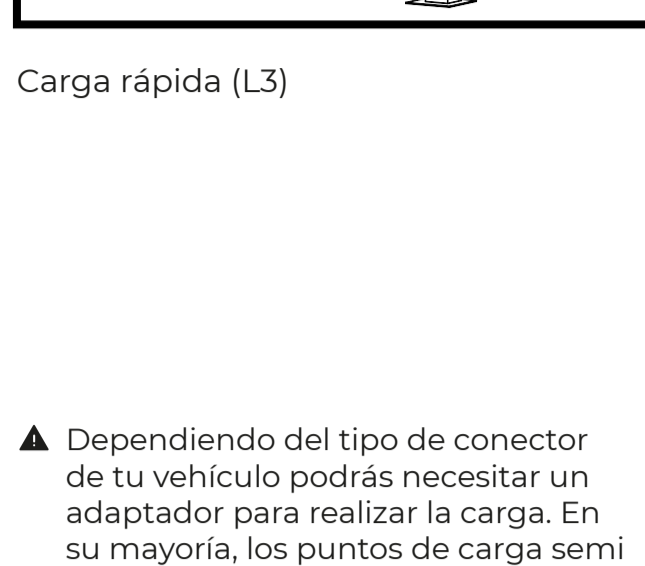 Carga rápida (L3)
Dependiendo del tipo de conector
de tu vehículo podrás necesitar un
adaptador para realizar la carga. En
su mayoría, los puntos de carga semi